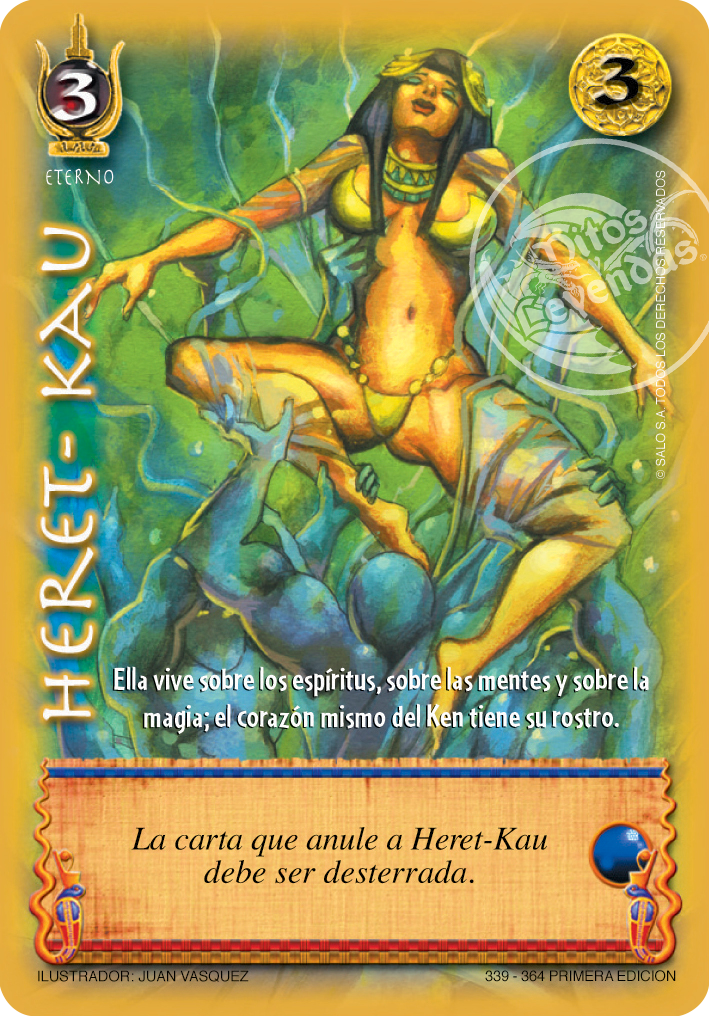 3
3
ETERNO
HERET- KAU
Mitos
y
Leyendas
© SALO S.A. TODOS LOS DERECHOS RESERVADOS
Ella vive sobre los espíritus, sobre las mentes y sobre la
magia; el corazón mismo del Ken tiene su rostro.
La carta que anule a Heret-Kau
debe ser desterrada.
ILUSTRADOR: JUAN VASQUEZ
339 - 364 PRIMERA EDICION